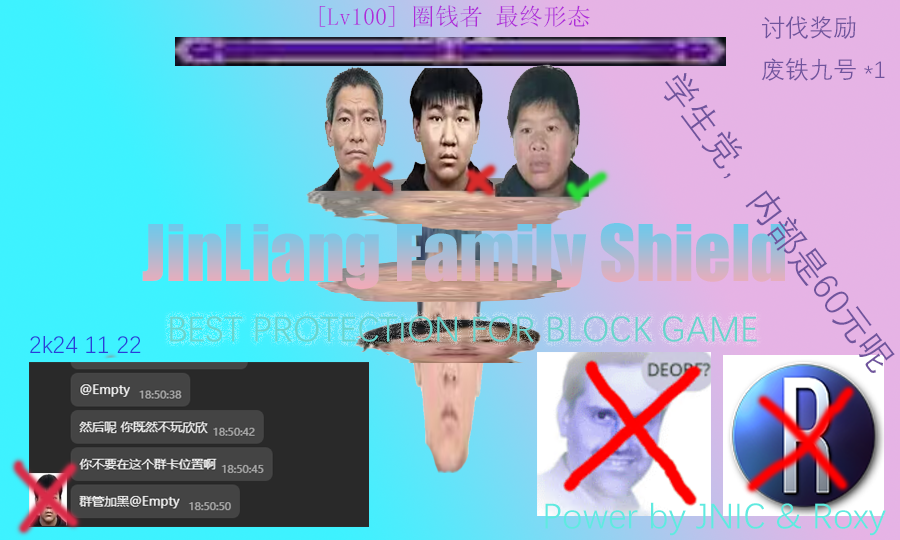 [Lv100] 圈钱者 最终形态
讨伐奖励
废铁九号 *1
学生党，内部是60元呢
JinLiang Family Shield
BEST PROTECTION FOR BLOCK GAME
2k24 11_22
@Empty 18:50:38
然后呢 你既然不玩欣欣 18:50:42
你不要在这个群卡位置啊 18:50:45
群管加黑@Empty 18:50:50
DEOBF?
R
Power by JNIC & Roxy